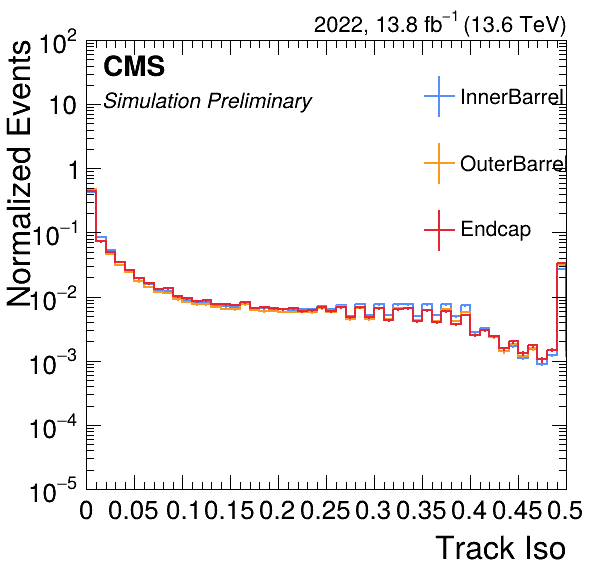 2022, 13.8 fb⁻¹ (13.6 TeV)
CMS
Simulation Preliminary
InnerBarrel
OuterBarrel
Endcap
Normalized Events
10²
10
1
10⁻¹
10⁻²
10⁻³
10⁻⁴
10⁻⁵
0 0.05 0.1 0.15 0.2 0.25 0.3 0.35 0.4 0.45 0.5
Track Iso